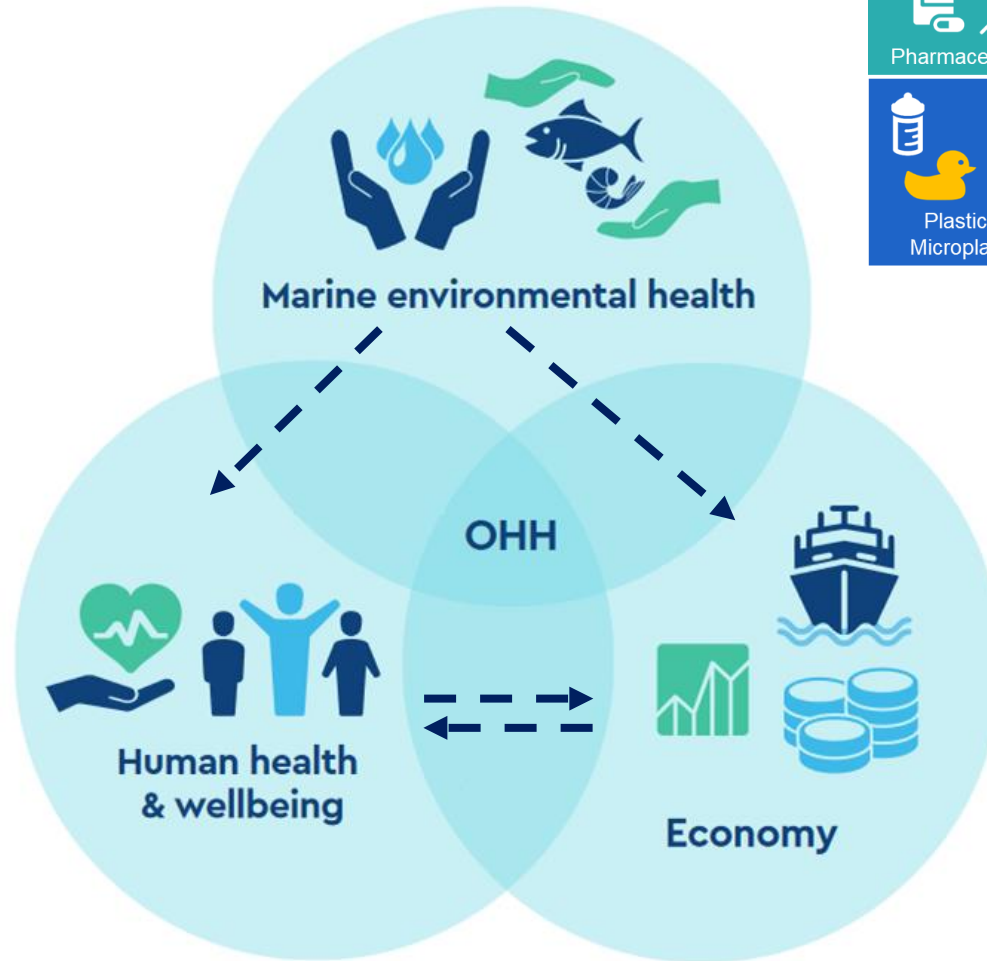 Pharmace
Plastic
Micropla
Marine environmental health
OHH
Human health
& wellbeing
Economy